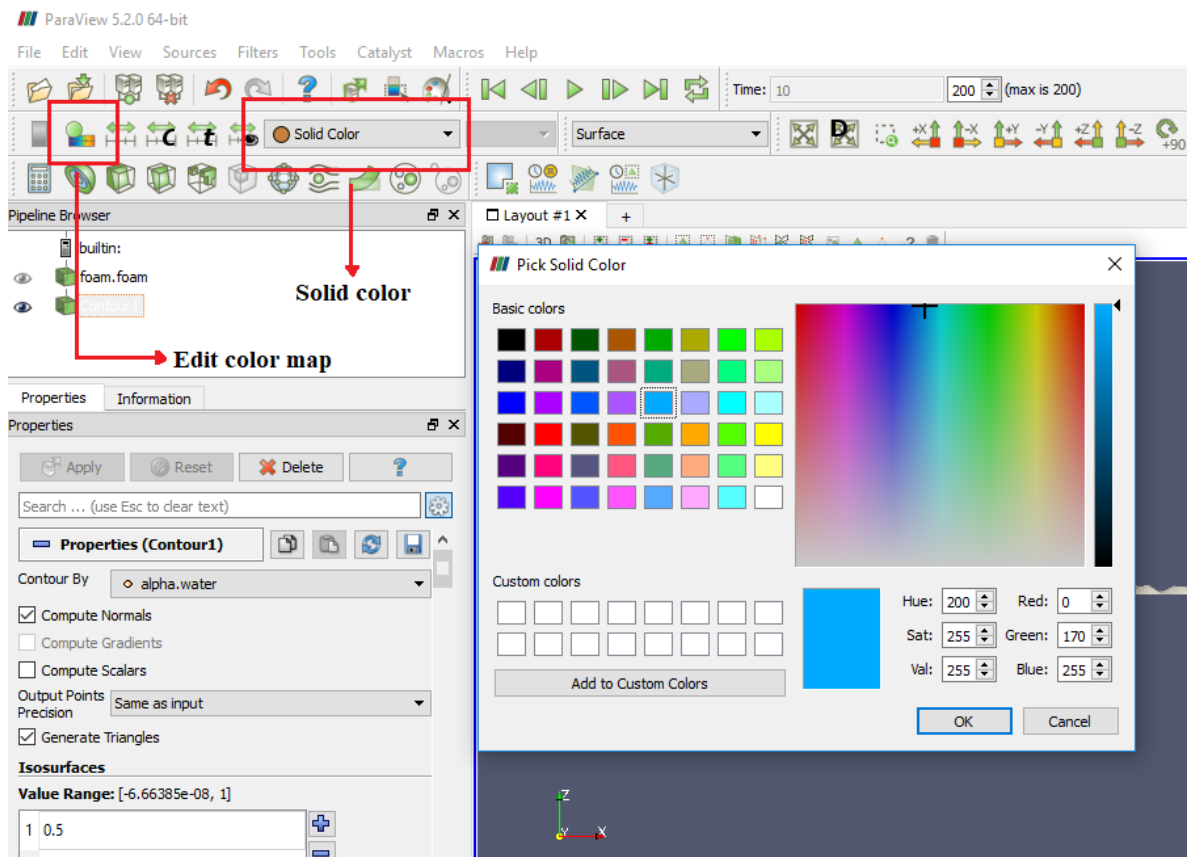 ParaView 5.2.0 64-bit
File Edit View Sources Filters Tools Catalyst Macros Help
Time: 10 200 (max is 200)
C t Solid Color Surface D +X -X +Y -Y +Z -Z +90
Pipeline Browser
Layout #1 X +
builtin:
3D ?
foam.foam
Contour1
Solid color
Edit color map
Pick Solid Color
Basic colors
Properties Information
Properties
Apply Reset Delete ?
Search ... (use Esc to clear text)
Properties (Contour1)
Contour By alpha.water
Compute Normals
Compute Gradients
Compute Scalars
Output Points Precision Same as input
Generate Triangles
Isosurfaces
Value Range: [-6.66385e-08, 1]
1 0.5
Custom colors
Add to Custom Colors
Hue: 200 Red: 0
Sat: 255 Green: 170
Val: 255 Blue: 255
OK Cancel
Z
Y X